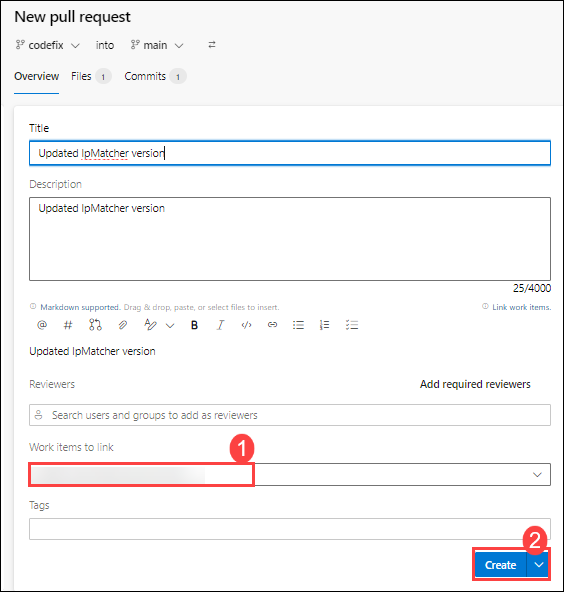 New pull request
codefix into main
Overview Files 1 Commits 1
Title
Updated IpMatcher version
Description
Updated IpMatcher version
25/4000
Markdown supported. Drag & drop, paste, or select files to insert. Link work items.
@ # B I </>
Updated IpMatcher version
Reviewers Add required reviewers
Search users and groups to add as reviewers
Work items to link 1
Tags
2
Create